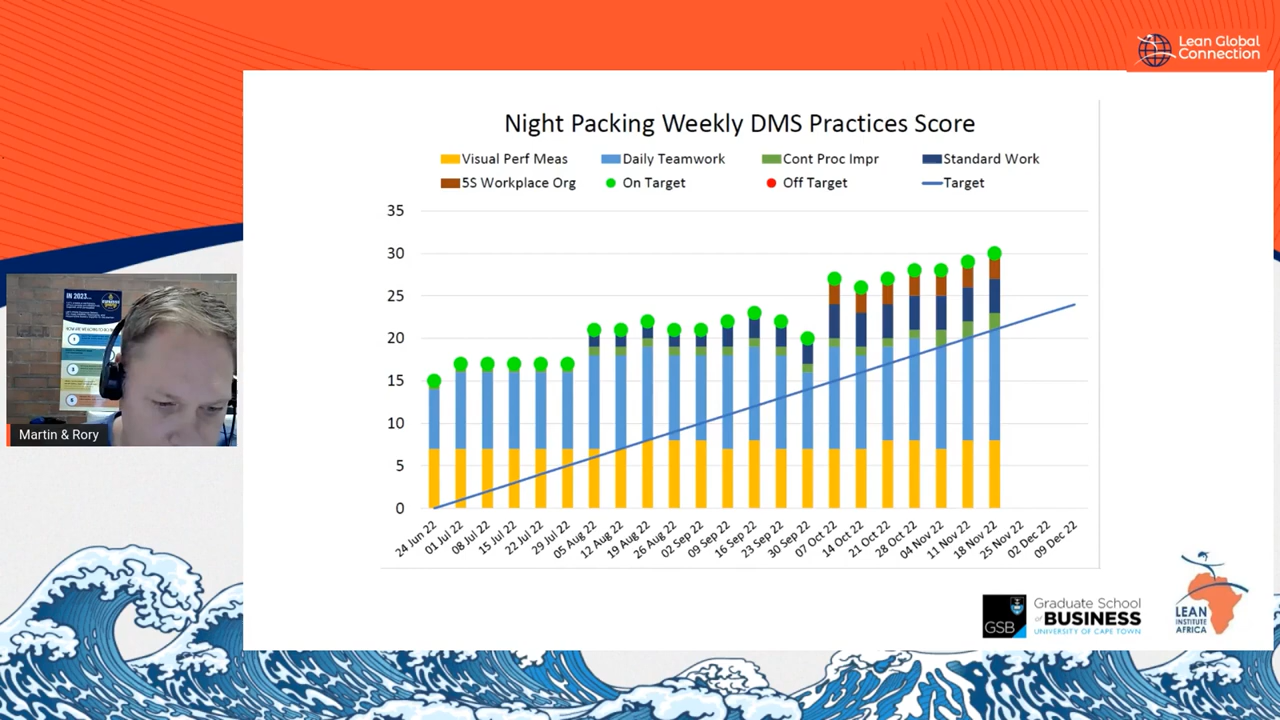 Lean Global
Connection
Night Packing Weekly DMS Practices Score
Visual Perf Meas
Daily Teamwork
Cont Proc Impr
Standard Work
5S Workplace Org
On Target
Off Target
Target
35
30
25
20
15
10
5
0
24 Jun 22
01 Jul 22
08 Jul 22
15 Jul 22
22 Jul 22
29 Jul 22
05 Aug 22
12 Aug 22
19 Aug 22
26 Aug 22
02 Sep 22
09 Sep 22
16 Sep 22
23 Sep 22
30 Sep 22
07 Oct 22
14 Oct 22
21 Oct 22
28 Oct 22
04 Nov 22
11 Nov 22
18 Nov 22
25 Nov 22
02 Dec 22
09 Dec 22
IN 2023...
1
3
5
Martin & Rory
GSB
Graduate School
of BUSINESS
UNIVERSITY OF CAPE TOWN
LEAN
INSTITUTE
AFRICA